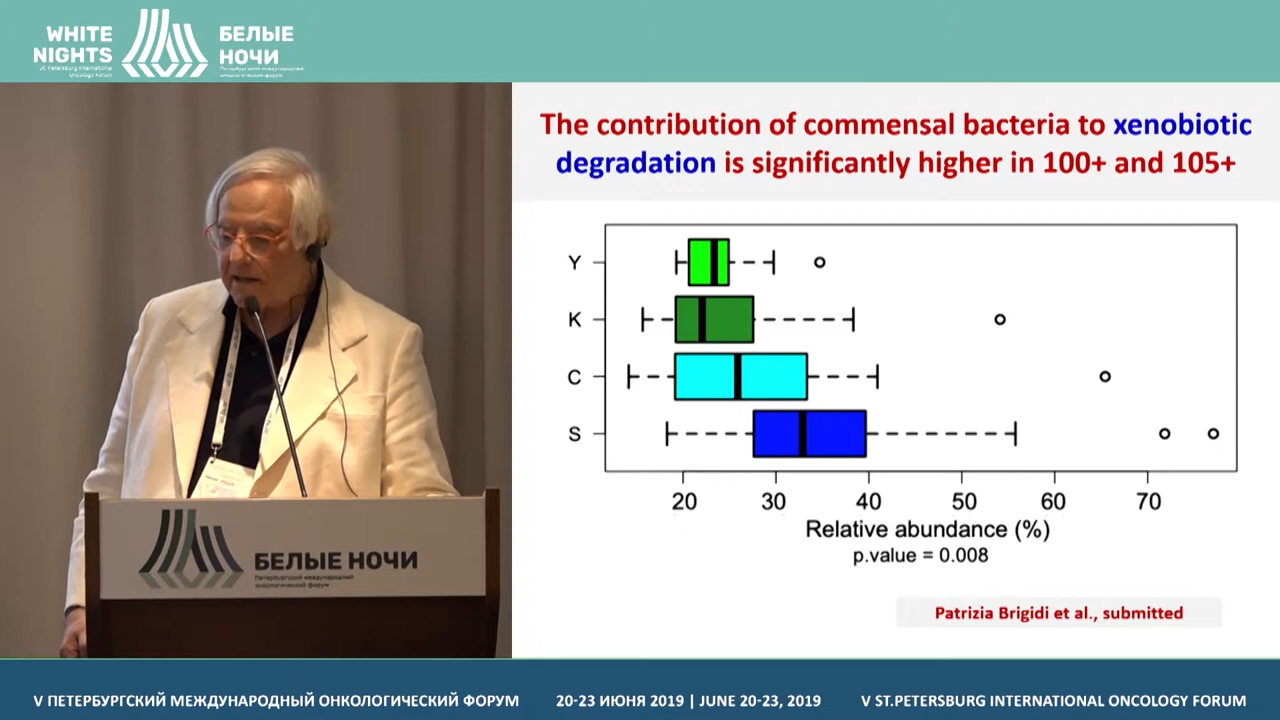 WHITE
NIGHTS
St. Petersburg International
Oncology Forum
БЕЛЫЕ
НОЧИ
Петербургский международный
онкологический форум
The contribution of commensal bacteria to xenobiotic
degradation is significantly higher in 100+ and 105+
Y
K
C
S
20 30 40 50 60 70
Relative abundance (%)
p.value = 0.008
Patrizia Brigidi et al., submitted
БЕЛЫЕ НОЧИ
Петербургский международный
онкологический форум
V ПЕТЕРБУРГСКИЙ МЕЖДУНАРОДНЫЙ ОНКОЛОГИЧЕСКИЙ ФОРУМ 20-23 ИЮНЯ 2019 | JUNE 20-23, 2019 V ST.PETERSBURG INTERNATIONAL ONCOLOGY FORUM